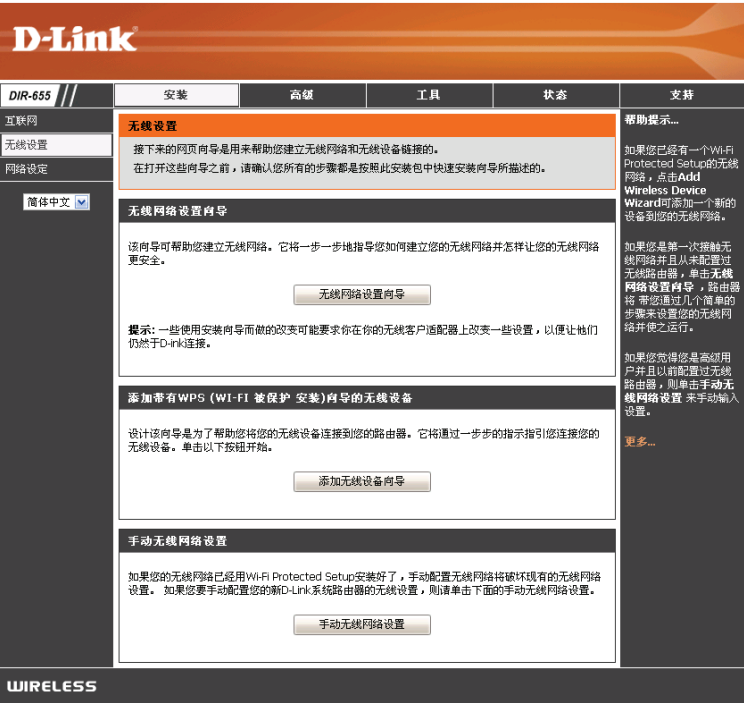 D-Link
DIR-655
安装
高级
工具
状态
支持
互联网
无线设置
网络设定
简体中文
无线设置
接下来的网页向导是用来帮助您建立无线网络和无线设备链接的。
在打开这些向导之前，请确认您所有的步骤都是按照此安装包中快速安装向导所描述的。
无线网络设置向导
该向导可帮助您建立无线网络。它将一步一步地指导您如何建立您的无线网络并怎样让您的无线网络
更安全。
无线网络设置向导
提示: 一些使用安装向导而做的改变可能要求你在你的无线客户适配器上改变一些设置，以便让他们
仍然于D-ink连接。
添加带有WPS (WI-FI 被保护 安装)向导的无线设备
设计该向导是为了帮助您将您的无线设备连接到您的路由器。它将通过一步步的指示指引您连接您的
无线设备。单击以下按钮开始。
添加无线设备向导
手动无线网络设置
如果您的无线网络已经用Wi-Fi Protected Setup安装好了，手动配置无线网络将破坏现有的无线网络
设置。 如果您要手动配置您的新D-Link系统路由器的无线设置，则请单击下面的手动无线网络设置。
手动无线网络设置
帮助提示...
如果您已经有一个Wi-Fi
Protected Setup的无线
网络，点击Add
Wireless Device
Wizard可添加一个新的
设备到您的无线网络。
如果您是第一次接触无
线网络并且从未配置过
无线路由器，单击无线
网络设置向导 ，路由器
将 带您通过几个简单的
步骤来设置您的无线网
络并使之运行。
如果您觉得您是高级用
户并且以前配置过无线
路由器，则单击手动无
线网络设置 来手动输入
设置。
更多...
WIRELESS